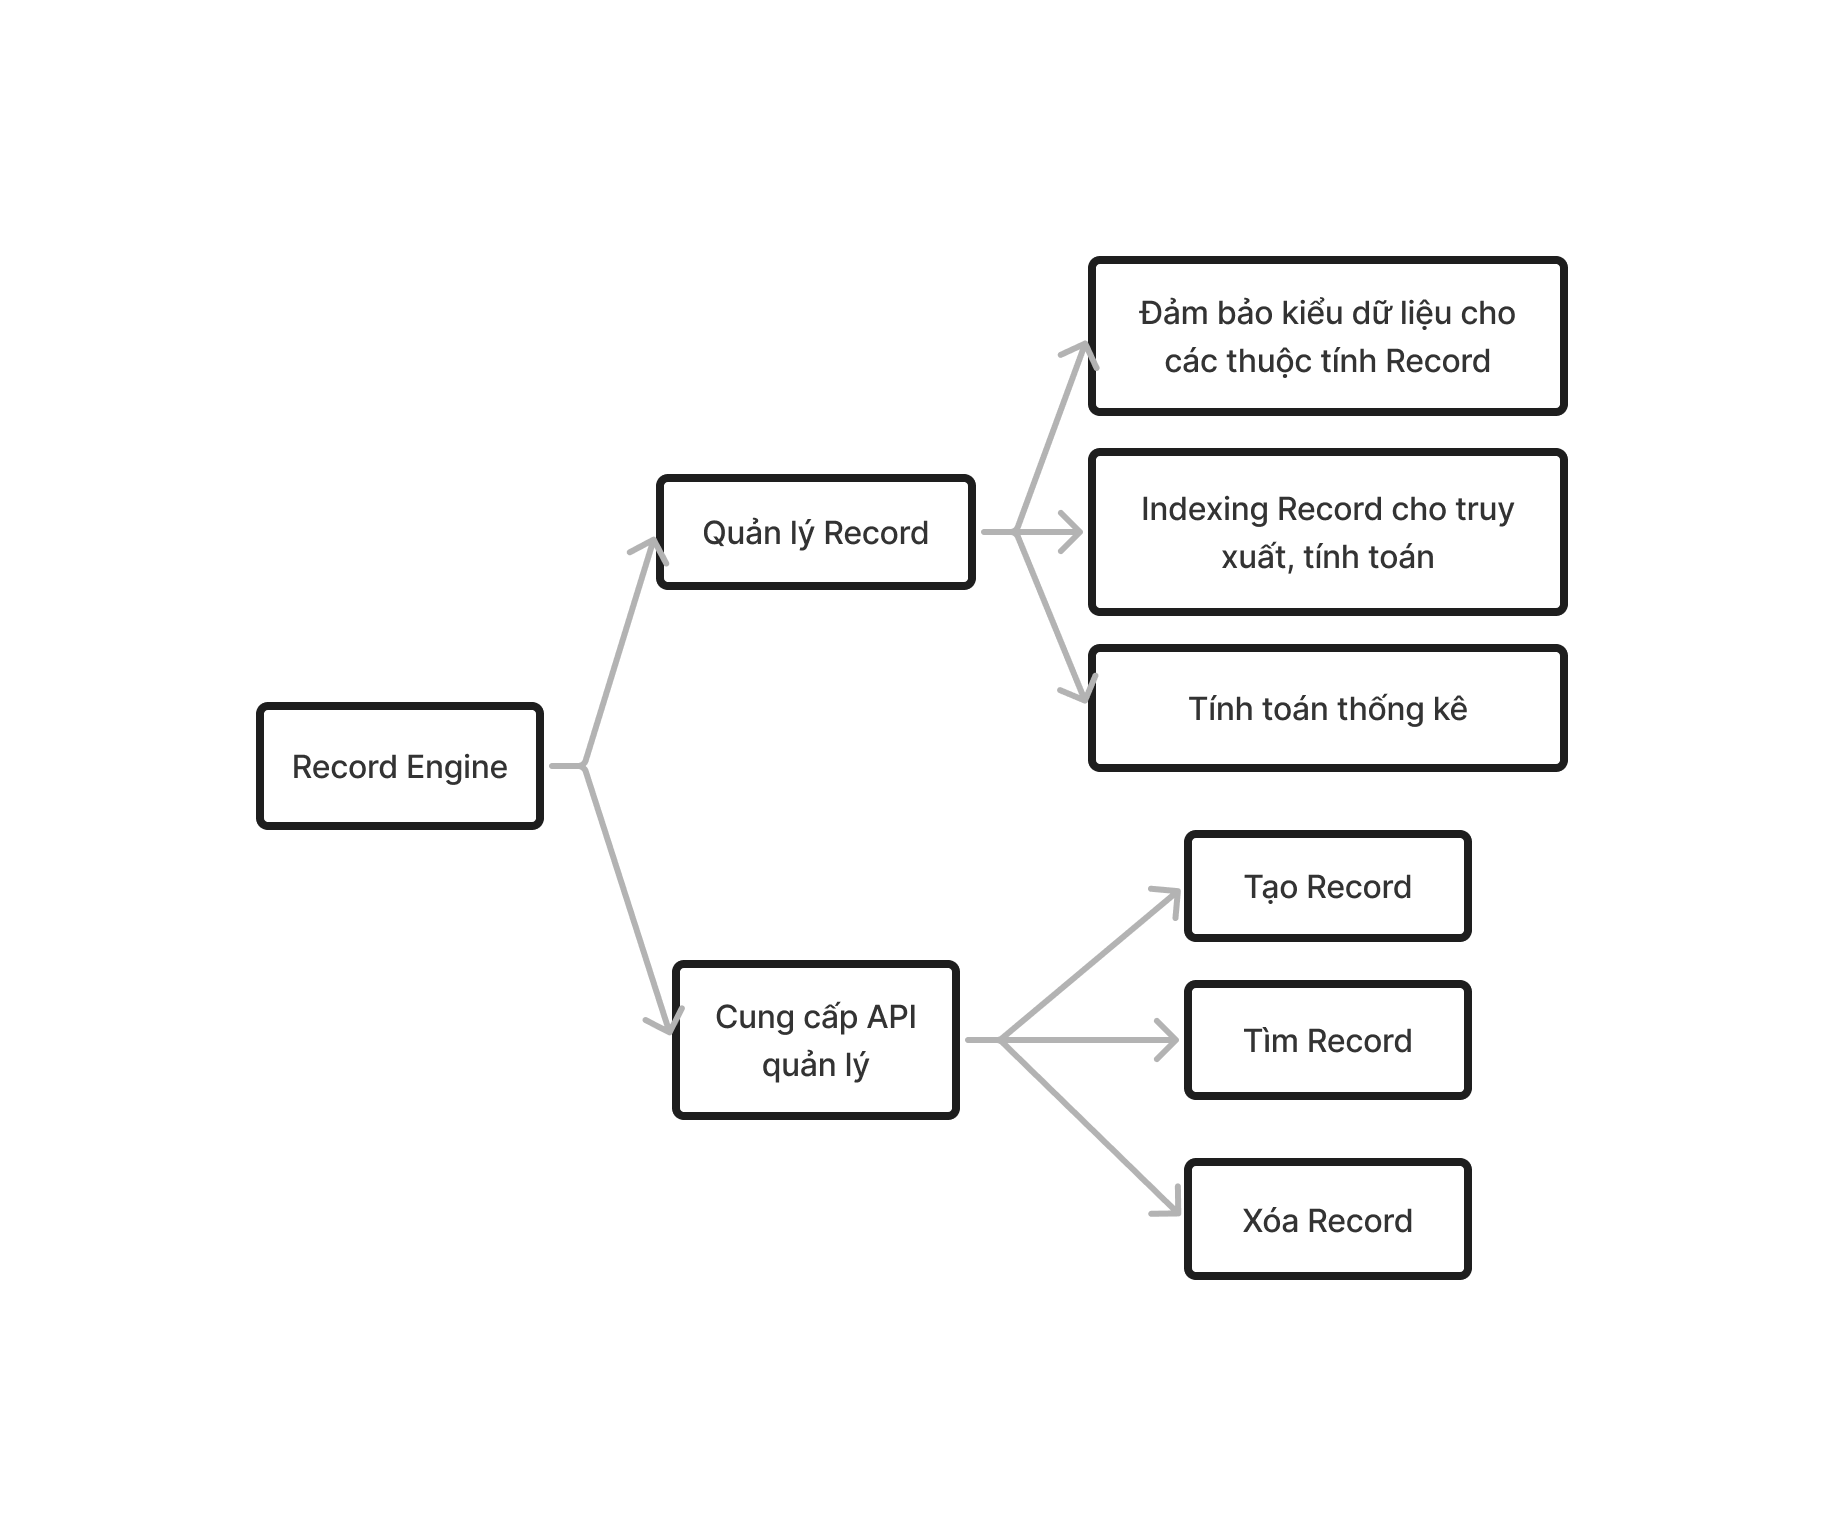 Record Engine
Quản lý Record
Đảm bảo kiểu dữ liệu cho
các thuộc tính Record
Indexing Record cho truy
xuất, tính toán
Tính toán thống kê
Cung cấp API
quản lý
Tạo Record
Tìm Record
Xóa Record